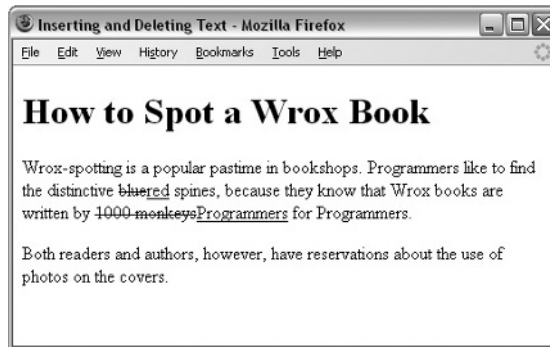 Inserting and Deleting Text - Mozilla Firefox
File Edit View History Bookmarks Tools Help
How to Spot a Wrox Book
Wrox-spotting is a popular pastime in bookshops. Programmers like to find
the distinctive bluered spines, because they know that Wrox books are
written by 1000 monkeysProgrammers for Programmers.
Both readers and authors, however, have reservations about the use of
photos on the covers.